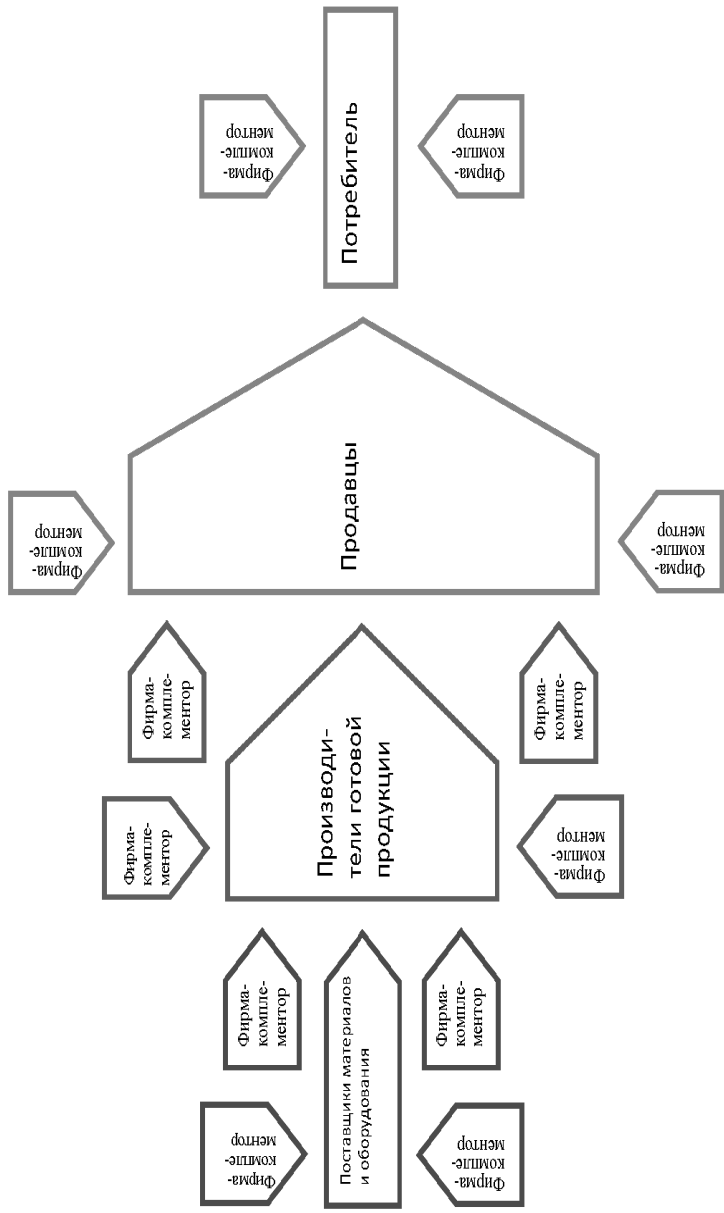 Фирма-
компле-
ментор
Фирма-
компле-
ментор
Фирма-
компле-
ментор
Фирма-
компле-
ментор
Фирма-
компле-
ментор
Фирма-
компле-
ментор
Поставщики материалов
и оборудования
Производи-
тели готовой
продукции
Продавцы
Потребитель
Фирма-
компле-
ментор
Фирма-
компле-
ментор
Фирма-
компле-
ментор
Фирма-
компле-
ментор
Фирма-
компле-
ментор
Фирма-
компле-
ментор